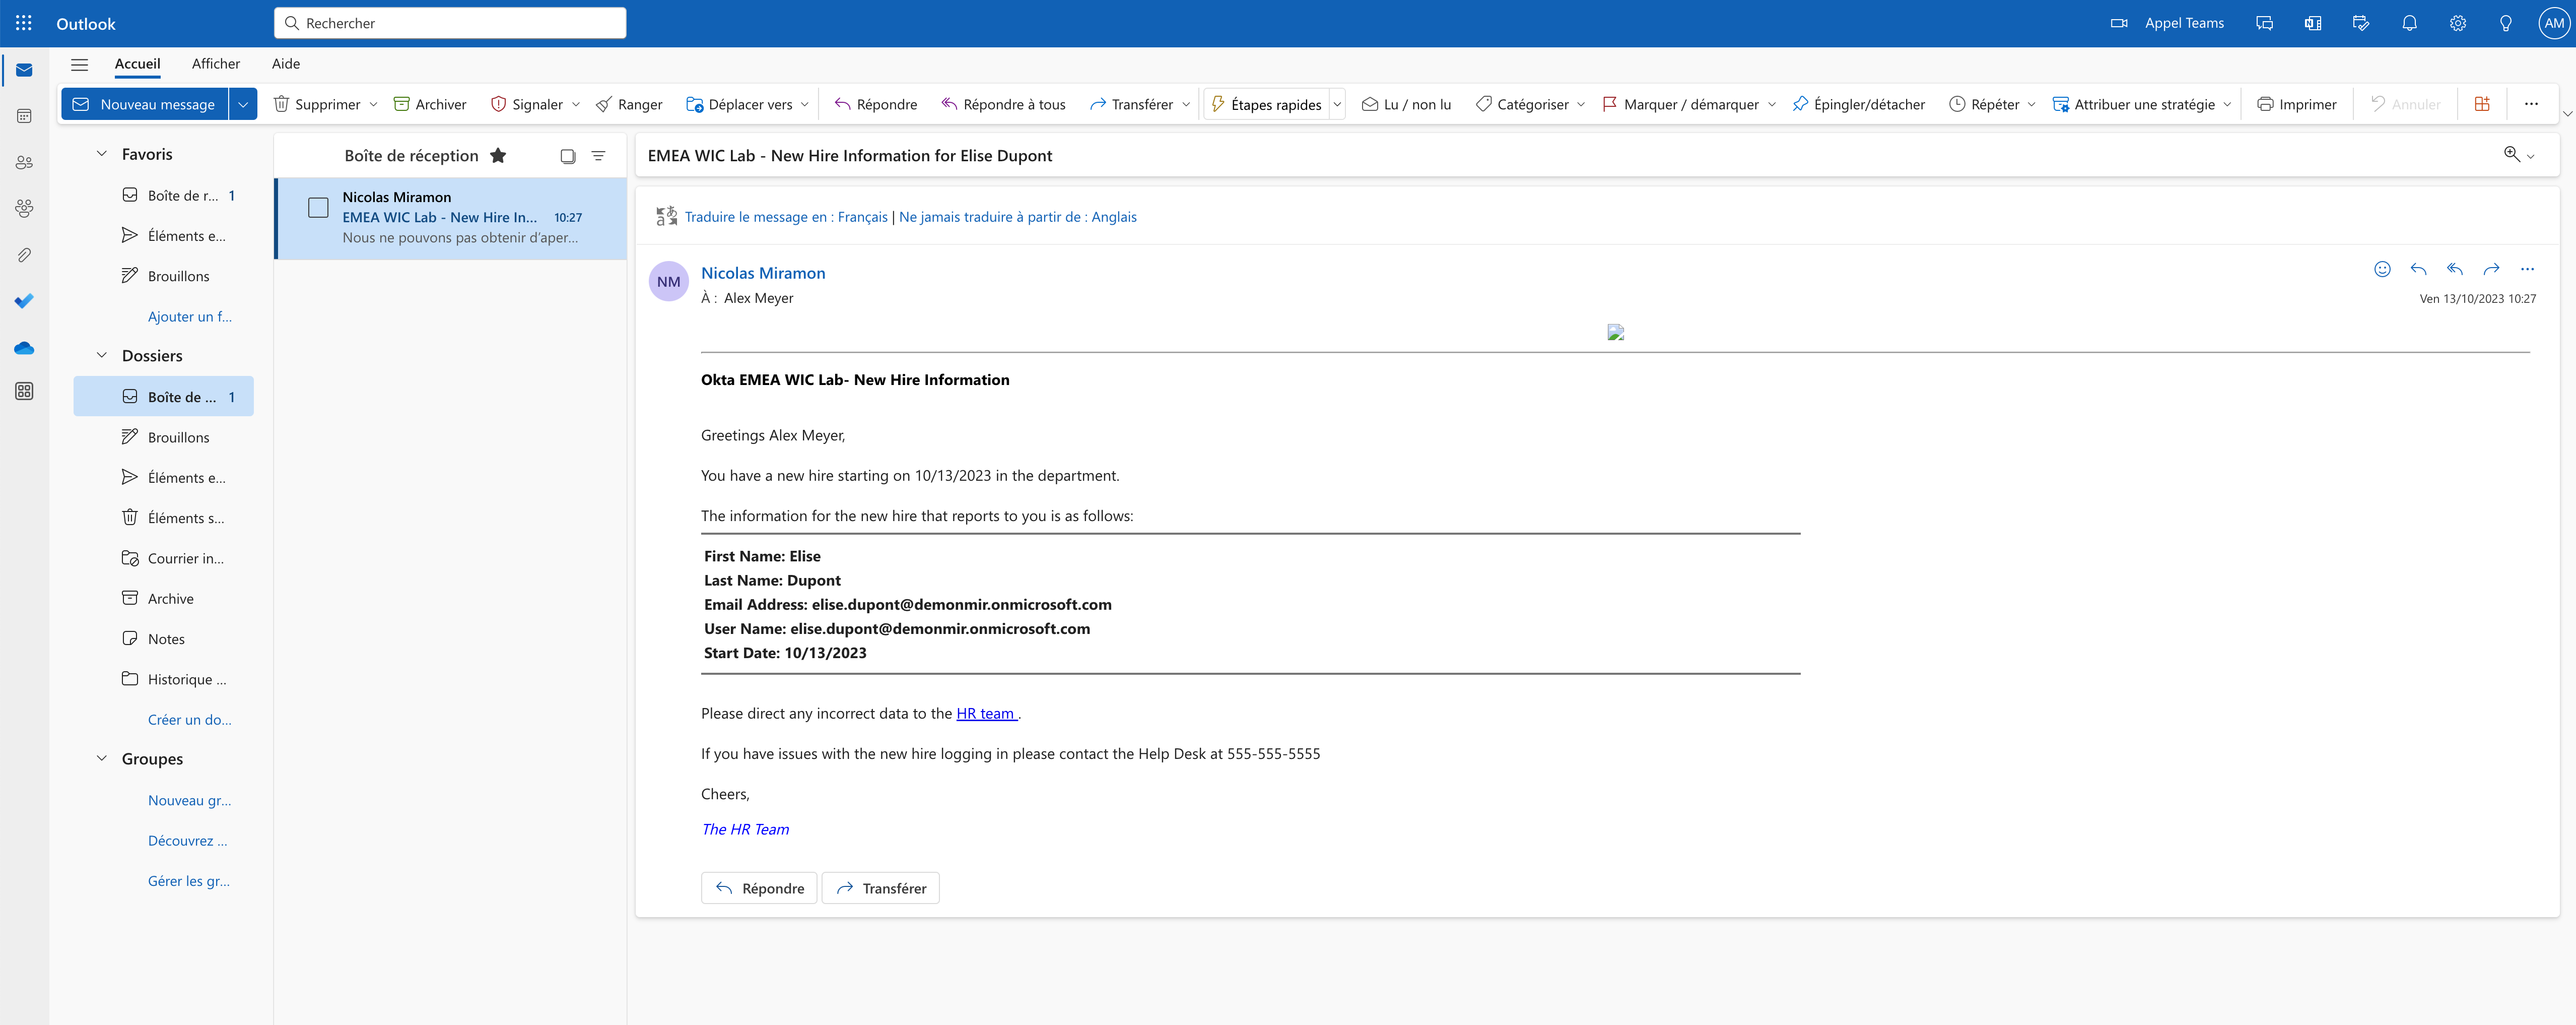 Outlook
Rechercher
Appel Teams
AM
Accueil
Afficher
Aide
Nouveau message
Supprimer
Archiver
Signaler
Ranger
Déplacer vers
Répondre
Répondre à tous
Transférer
Étapes rapides
Lu / non lu
Catégoriser
Marquer / démarquer
Épingler/détacher
Répéter
Attribuer une stratégie
Imprimer
Annuler
Favoris
Boîte de r... 1
Éléments e...
Brouillons
Ajouter un f...
Dossiers
Boîte de ... 1
Brouillons
Éléments e...
Éléments s...
Courrier in...
Archive
Notes
Historique ...
Créer un do...
Groupes
Nouveau gr...
Découvrez ...
Gérer les gr...
Boîte de réception
Nicolas Miramon
EMEA WIC Lab - New Hire In... 10:27
Nous ne pouvons pas obtenir d'aper...
EMEA WIC Lab - New Hire Information for Elise Dupont
Traduire le message en : Français | Ne jamais traduire à partir de : Anglais
NM
Nicolas Miramon
À : Alex Meyer
Ven 13/10/2023 10:27
Okta EMEA WIC Lab- New Hire Information
Greetings Alex Meyer,
You have a new hire starting on 10/13/2023 in the department.
The information for the new hire that reports to you is as follows:
First Name: Elise
Last Name: Dupont
Email Address: elise.dupont@demonmir.onmicrosoft.com
User Name: elise.dupont@demonmir.onmicrosoft.com
Start Date: 10/13/2023
Please direct any incorrect data to the HR team .
If you have issues with the new hire logging in please contact the Help Desk at 555-555-5555
Cheers,
The HR Team
Répondre
Transférer